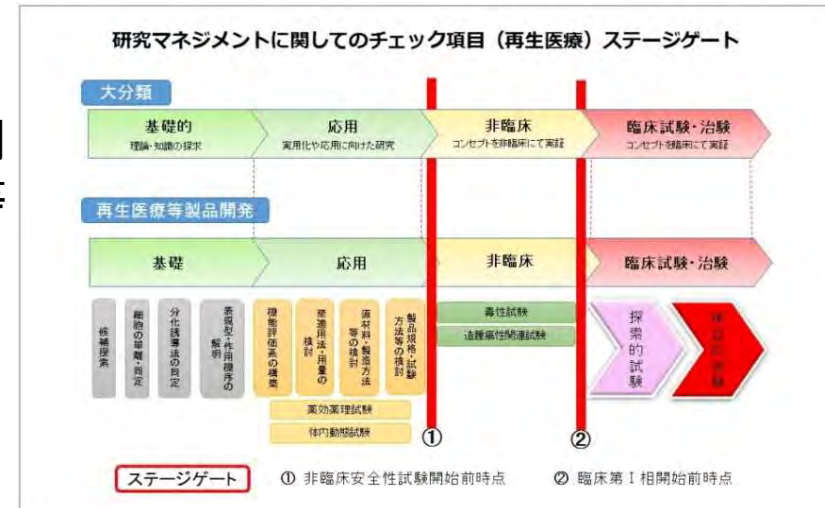 研究マネジメントに関してのチェック項目（再生医療）ステージゲート
大分類
基礎的
理論・知識の探求
応用
実用化や応用に向けた研究
非臨床
コンセプトを非臨床にて実証
臨床試験・治験
コンセプトを臨床にて実証
再生医療等製品開発
基礎
応用
非臨床
臨床試験・治験
候補探索
細胞の単離・同定
分化誘導法の同定
表現型・作用機序の解明
機能評価系の構築
至適用法・用量の検討
原材料・製造方法等の検討
製品規格・試験方法等の検討
薬効薬理試験
体内動態試験
毒性試験
造腫瘍性関連試験
探索的試験
①
②
ステージゲート
① 非臨床安全性試験開始前時点
② 臨床第Ⅰ相開始前時点